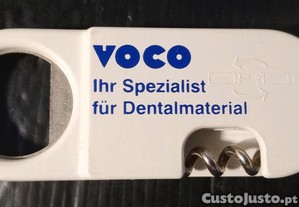 VOCO
Ihr Spezialist
für Dentalmaterial
CustoJusto.pt